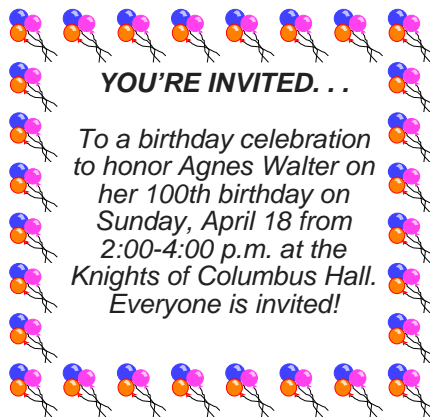 YOU’RE INVITED. . .
To a birthday celebration
to honor Agnes Walter on
her 100th birthday on
Sunday, April 18 from
2:00-4:00 p.m. at the
Knights of Columbus Hall.
Everyone is invited!